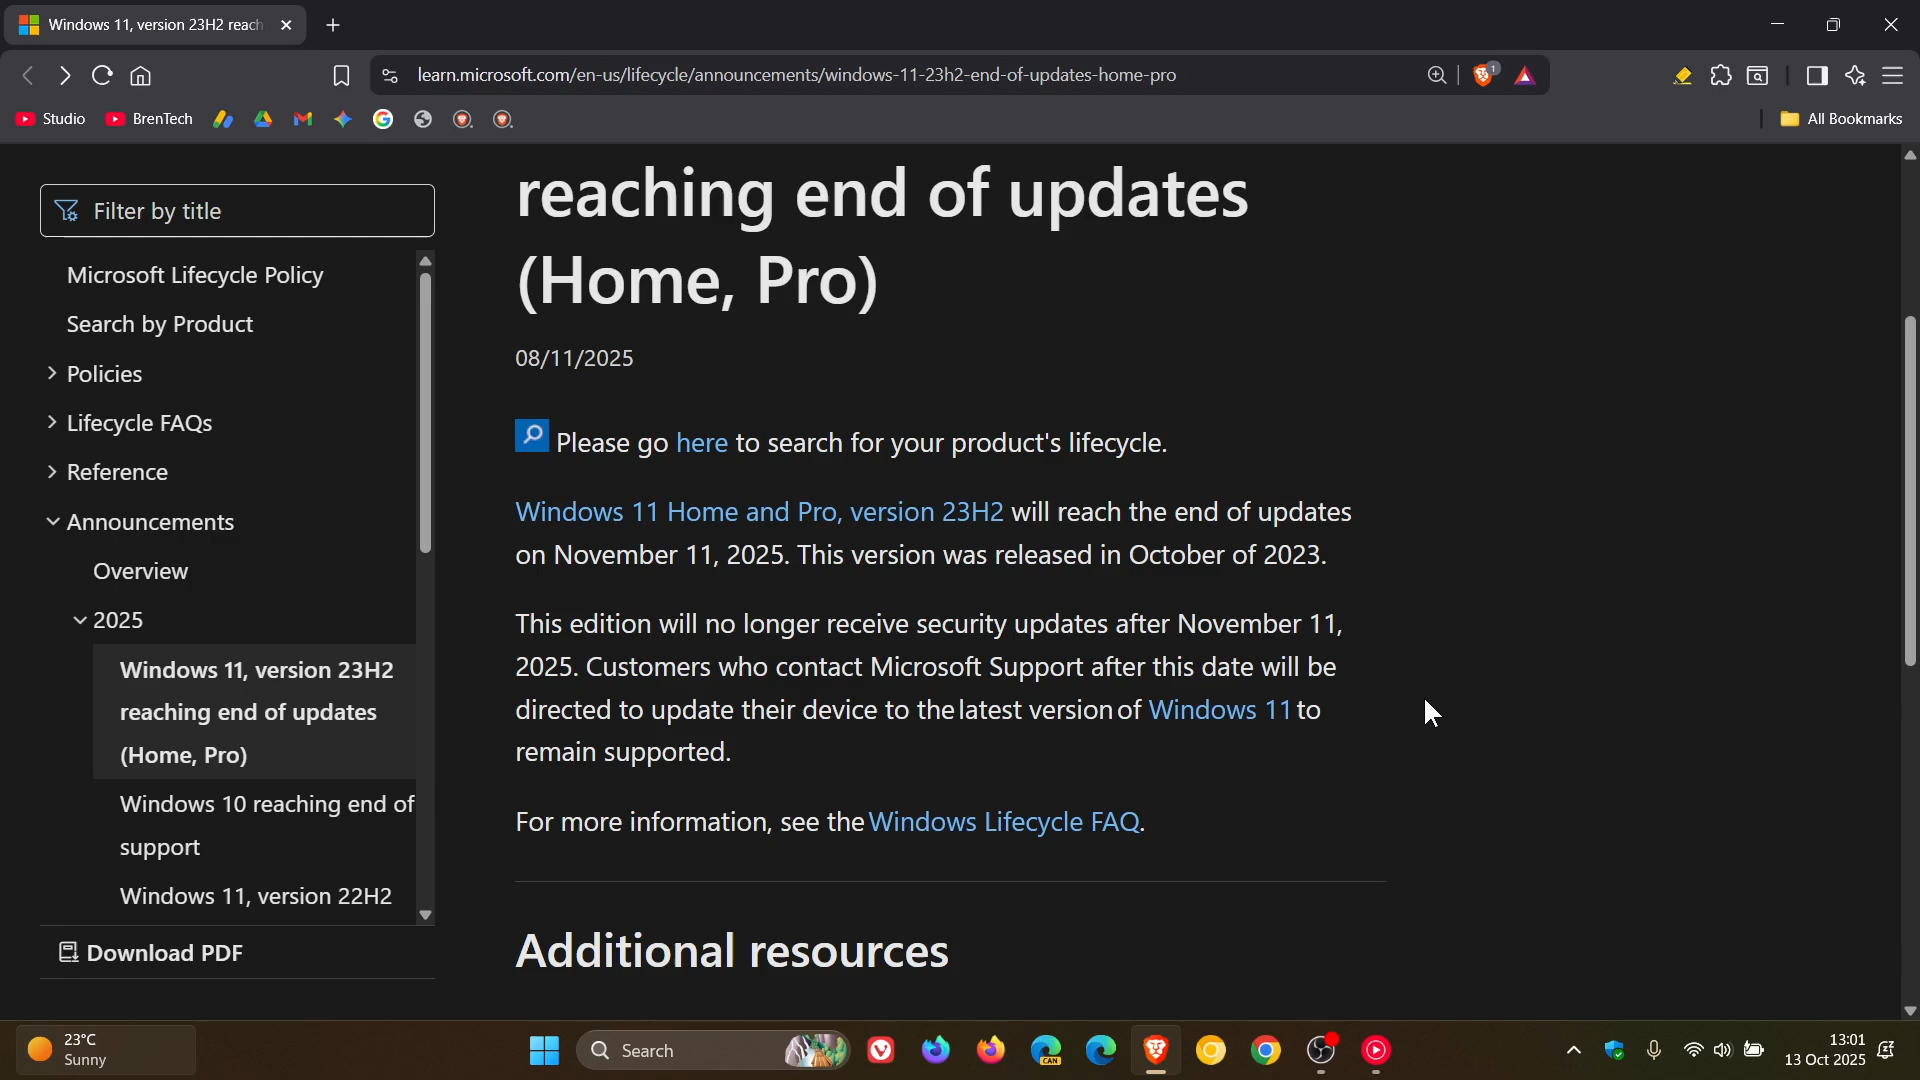 Windows 11, version 23H2 reach
learn.microsoft.com/en-us/lifecycle/announcements/windows-11-23h2-end-of-updates-home-pro
1
Studio
BrenTech
All Bookmarks
Filter by title
Microsoft Lifecycle Policy
Search by Product
Policies
Lifecycle FAQs
Reference
Announcements
Overview
2025
Windows 11, version 23H2
reaching end of updates
(Home, Pro)
Windows 10 reaching end of
support
Windows 11, version 22H2
Download PDF
reaching end of updates
(Home, Pro)
08/11/2025
Please go here to search for your product's lifecycle.
Windows 11 Home and Pro, version 23H2 will reach the end of updates
on November 11, 2025. This version was released in October of 2023.
This edition will no longer receive security updates after November 11,
2025. Customers who contact Microsoft Support after this date will be
directed to update their device to the latest version of Windows 11 to
remain supported.
For more information, see the Windows Lifecycle FAQ.
Additional resources
23°C
Sunny
Search
CAN
13:01
13 Oct 2025